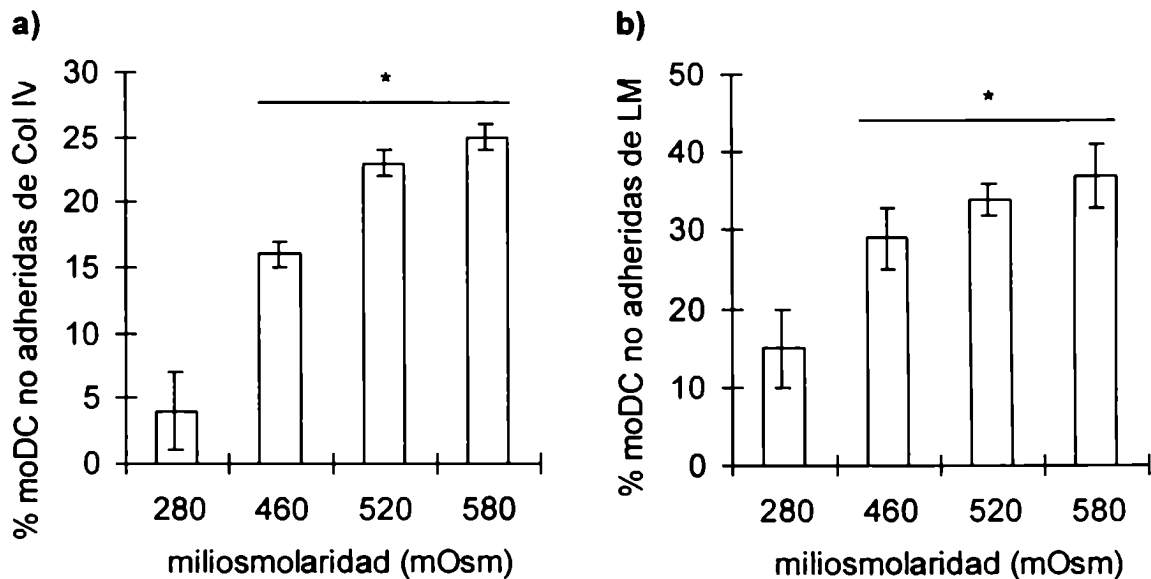 a)
% moDC no adheridas de Col IV
30
25
20
15
10
5
0
*
280 460 520 580
miliosmolaridad (mOsm)
b)
% moDC no adheridas de LM
50
40
30
20
10
0
*
280 460 520 580
miliosmolaridad (mOsm)